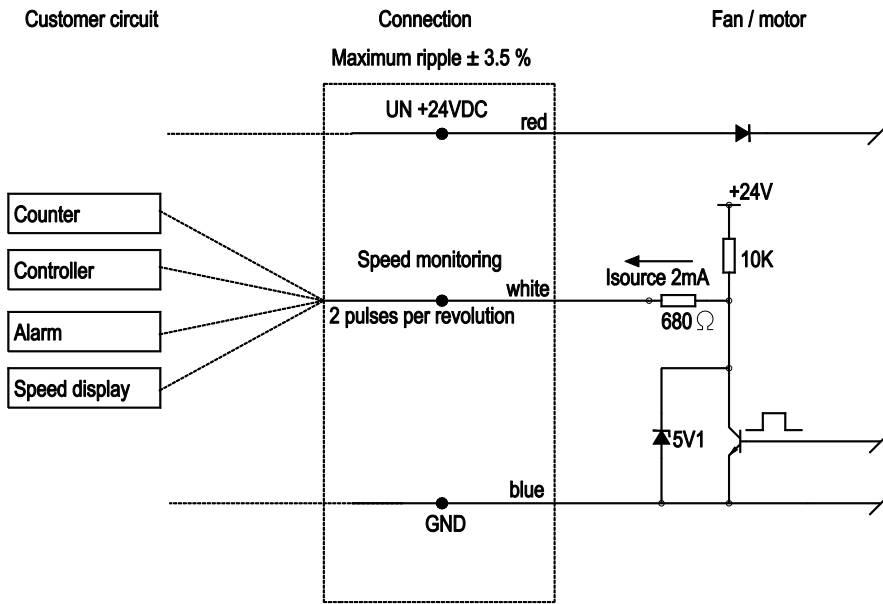 Customer circuit
Connection
Fan / motor
Maximum ripple ± 3.5 %
UN +24VDC
red
+24V
Counter
Controller
Alarm
Speed display
Speed monitoring
white
2 pulses per revolution
Isource 2mA
10K
680 Ω
5V1
blue
GND